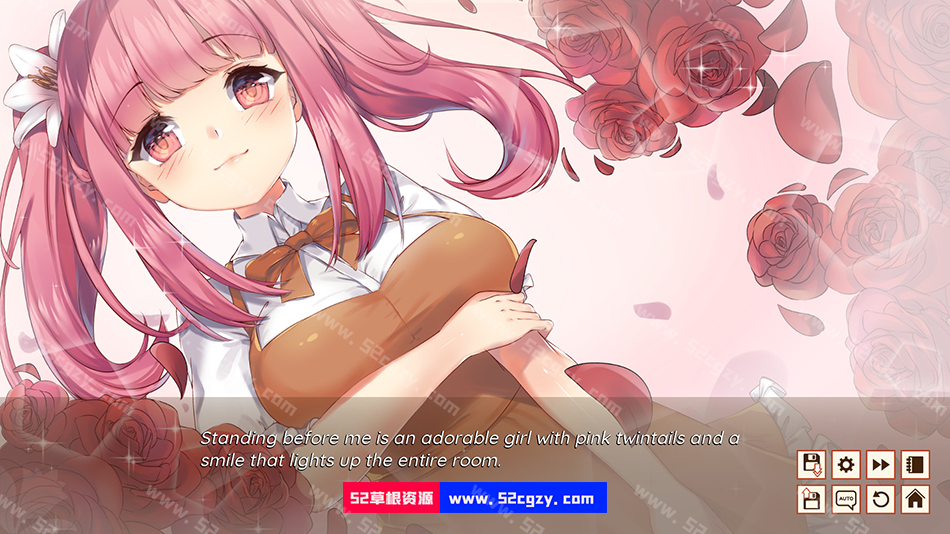 Standing before me is an adorable girl with pink twintails and a
smile that lights up the entire room.
AUTO
52草根资源 www.52cgzy.com